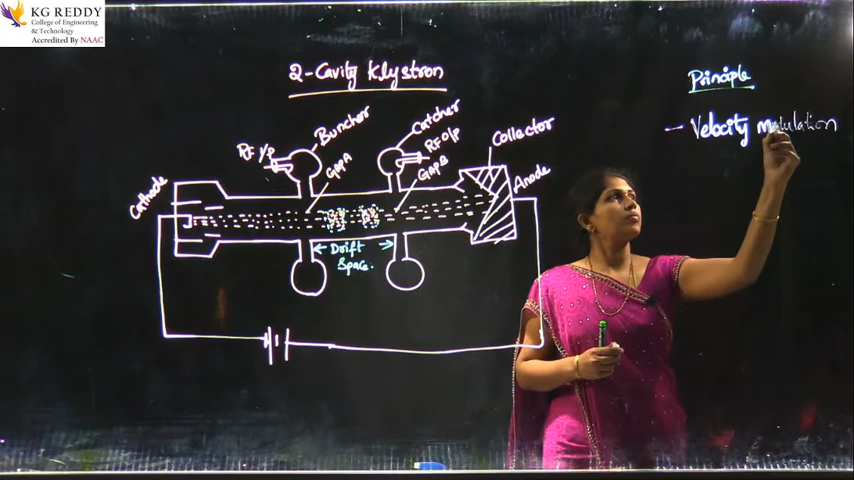 KG REDDY
College of Engineering
& Technology
Accredited By NAAC
2-Cavity Klystron
Principle
- Velocity modulation
Buncher
Catcher
RF i/p
RF o/p
Gap A
Gap B
Collector
Anode
Cathode
Drift
Space.